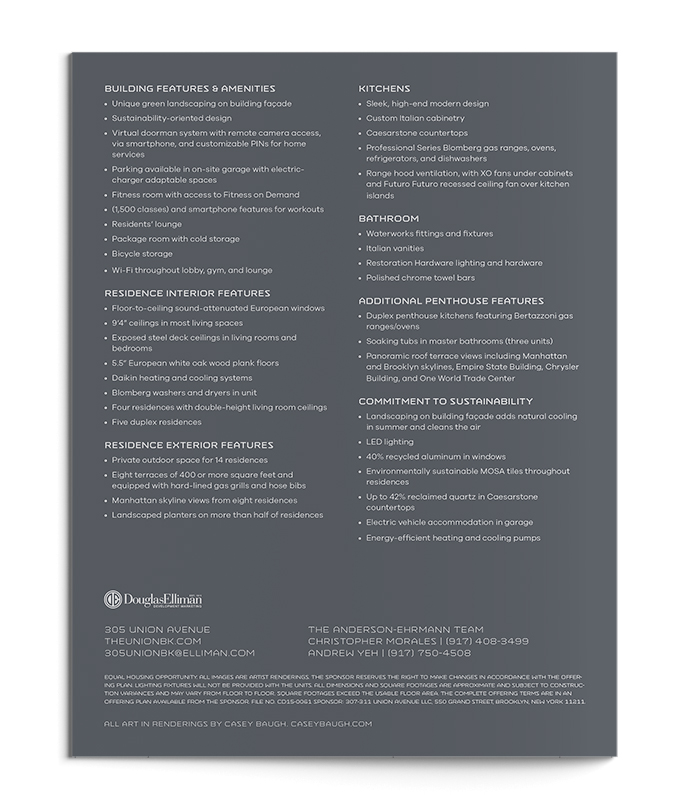 BUILDING FEATURES & AMENITIES
• Unique green landscaping on building façade
• Sustainability-oriented design
• Virtual doorman system with remote camera access,
via smartphone, and customizable PINs for home
services
• Parking available in on-site garage with electric-
charger adaptable spaces
• Fitness room with access to Fitness on Demand
• (1,500 classes) and smartphone features for workouts
• Residents' lounge
• Package room with cold storage
• Bicycle storage
• Wi-Fi throughout lobby, gym, and lounge
RESIDENCE INTERIOR FEATURES
• Floor-to-ceiling sound-attenuated European windows
• 9'4" ceilings in most living spaces
• Exposed steel deck ceilings in living rooms and
bedrooms
• 5.5" European white oak wood plank floors
• Daikin heating and cooling systems
• Blomberg washers and dryers in unit
• Four residences with double-height living room ceilings
• Five duplex residences
RESIDENCE EXTERIOR FEATURES
• Private outdoor space for 14 residences
• Eight terraces of 400 or more square feet and
equipped with hard-lined gas grills and hose bibs
• Manhattan skyline views from eight residences
• Landscaped planters on more than half of residences
KITCHENS
• Sleek, high-end modern design
• Custom Italian cabinetry
• Caesarstone countertops
• Professional Series Blomberg gas ranges, ovens,
refrigerators, and dishwashers
• Range hood ventilation, with XO fans under cabinets
and Futuro Futuro recessed ceiling fan over kitchen
islands
BATHROOM
• Waterworks fittings and fixtures
• Italian vanities
• Restoration Hardware lighting and hardware
• Polished chrome towel bars
ADDITIONAL PENTHOUSE FEATURES
• Duplex penthouse kitchens featuring Bertazzoni gas
ranges/ovens
• Soaking tubs in master bathrooms (three units)
• Panoramic roof terrace views including Manhattan
and Brooklyn skylines, Empire State Building, Chrysler
Building, and One World Trade Center
COMMITMENT TO SUSTAINABILITY
• Landscaping on building façade adds natural cooling
in summer and cleans the air
• LED lighting
• 40% recycled aluminum in windows
• Environmentally sustainable MOSA tiles throughout
residences
• Up to 42% reclaimed quartz in Caesarstone
countertops
• Electric vehicle accommodation in garage
• Energy-efficient heating and cooling pumps
DouglasElliman
DEVELOPMENT MARKETING
305 UNION AVENUE
THEUNIONBK.COM
305UNIONBK@ELLIMAN.COM
THE ANDERSON-EHRMANN TEAM
CHRISTOPHER MORALES | (917) 408-3499
ANDREW YEH | (917) 750-4508
EQUAL HOUSING OPPORTUNITY. ALL IMAGES ARE ARTIST RENDERINGS. THE SPONSOR RESERVES THE RIGHT TO MAKE CHANGES IN ACCORDANCE WITH THE OFFER-
ING PLAN. LIGHTING FIXTURES WILL NOT BE PROVIDED WITH THE UNITS. ALL DIMENSIONS AND SQUARE FOOTAGES ARE APPROXIMATE AND SUBJECT TO CONSTRUC-
TION VARIANCES AND MAY VARY FROM FLOOR TO FLOOR. SQUARE FOOTAGES EXCEED THE USABLE FLOOR AREA. THE COMPLETE OFFERING TERMS ARE IN AN
OFFERING PLAN AVAILABLE FROM THE SPONSOR. FILE NO. CD15-0061 SPONSOR: 307-311 UNION AVENUE LLC, 550 GRAND STREET, BROOKLYN, NEW YORK 11211.
ALL ART IN RENDERINGS BY CASEY BAUGH. CASEYBAUGH.COM